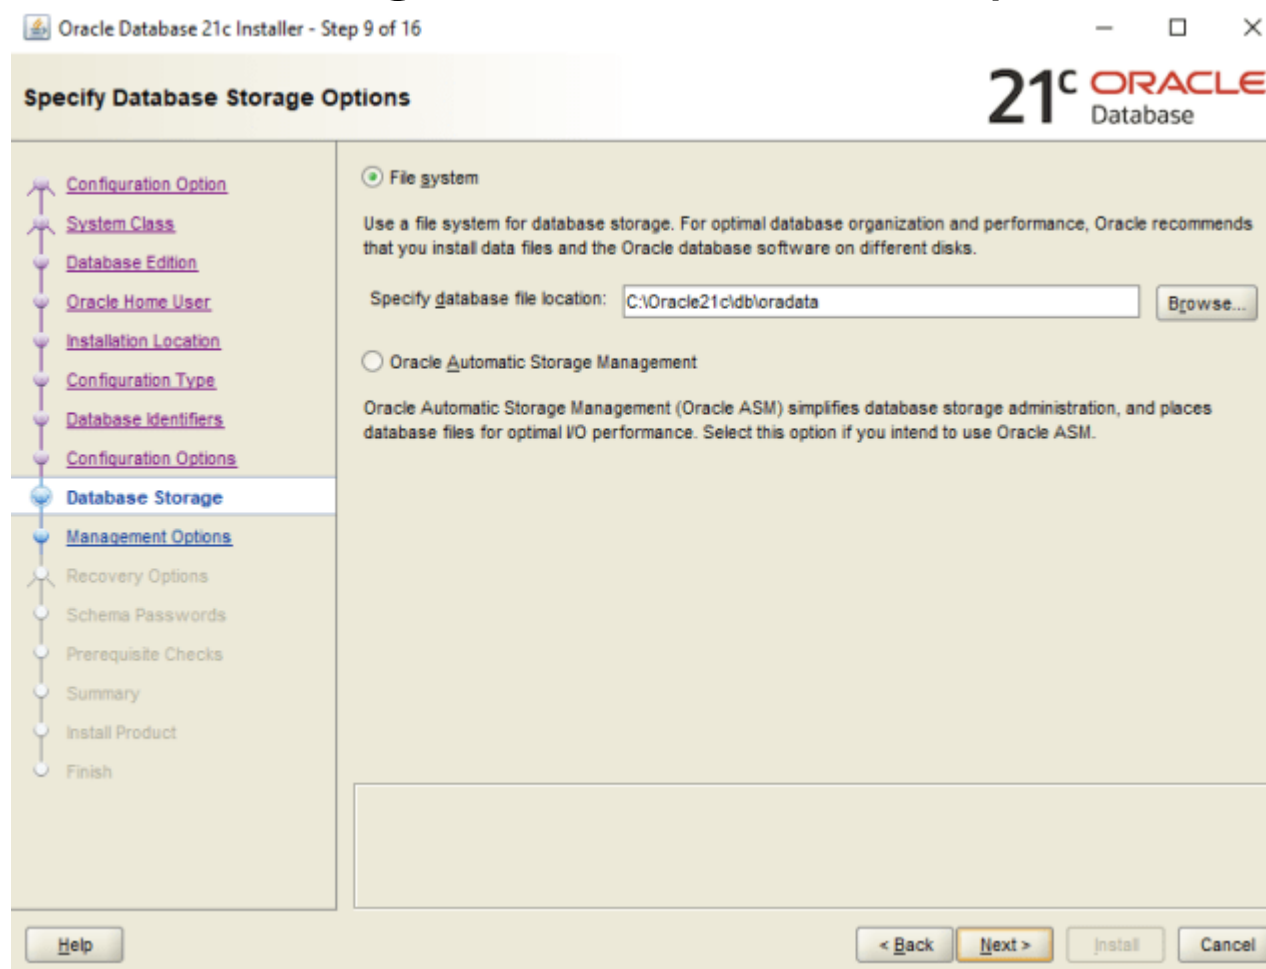 Oracle Database 21c Installer - Step 9 of 16
Specify Database Storage Options
21c ORACLE
Database
Configuration Option
System Class
Database Edition
Oracle Home User
Installation Location
Configuration Type
Database Identifiers
Configuration Options
Database Storage
Management Options
Recovery Options
Schema Passwords
Prerequisite Checks
Summary
Install Product
Finish
File system
Use a file system for database storage. For optimal database organization and performance, Oracle recommends
that you install data files and the Oracle database software on different disks.
Specify database file location: C:\Oracle21c\db\oradata Browse...
Oracle Automatic Storage Management
Oracle Automatic Storage Management (Oracle ASM) simplifies database storage administration, and places
database files for optimal I/O performance. Select this option if you intend to use Oracle ASM.
Help < Back Next > Install Cancel